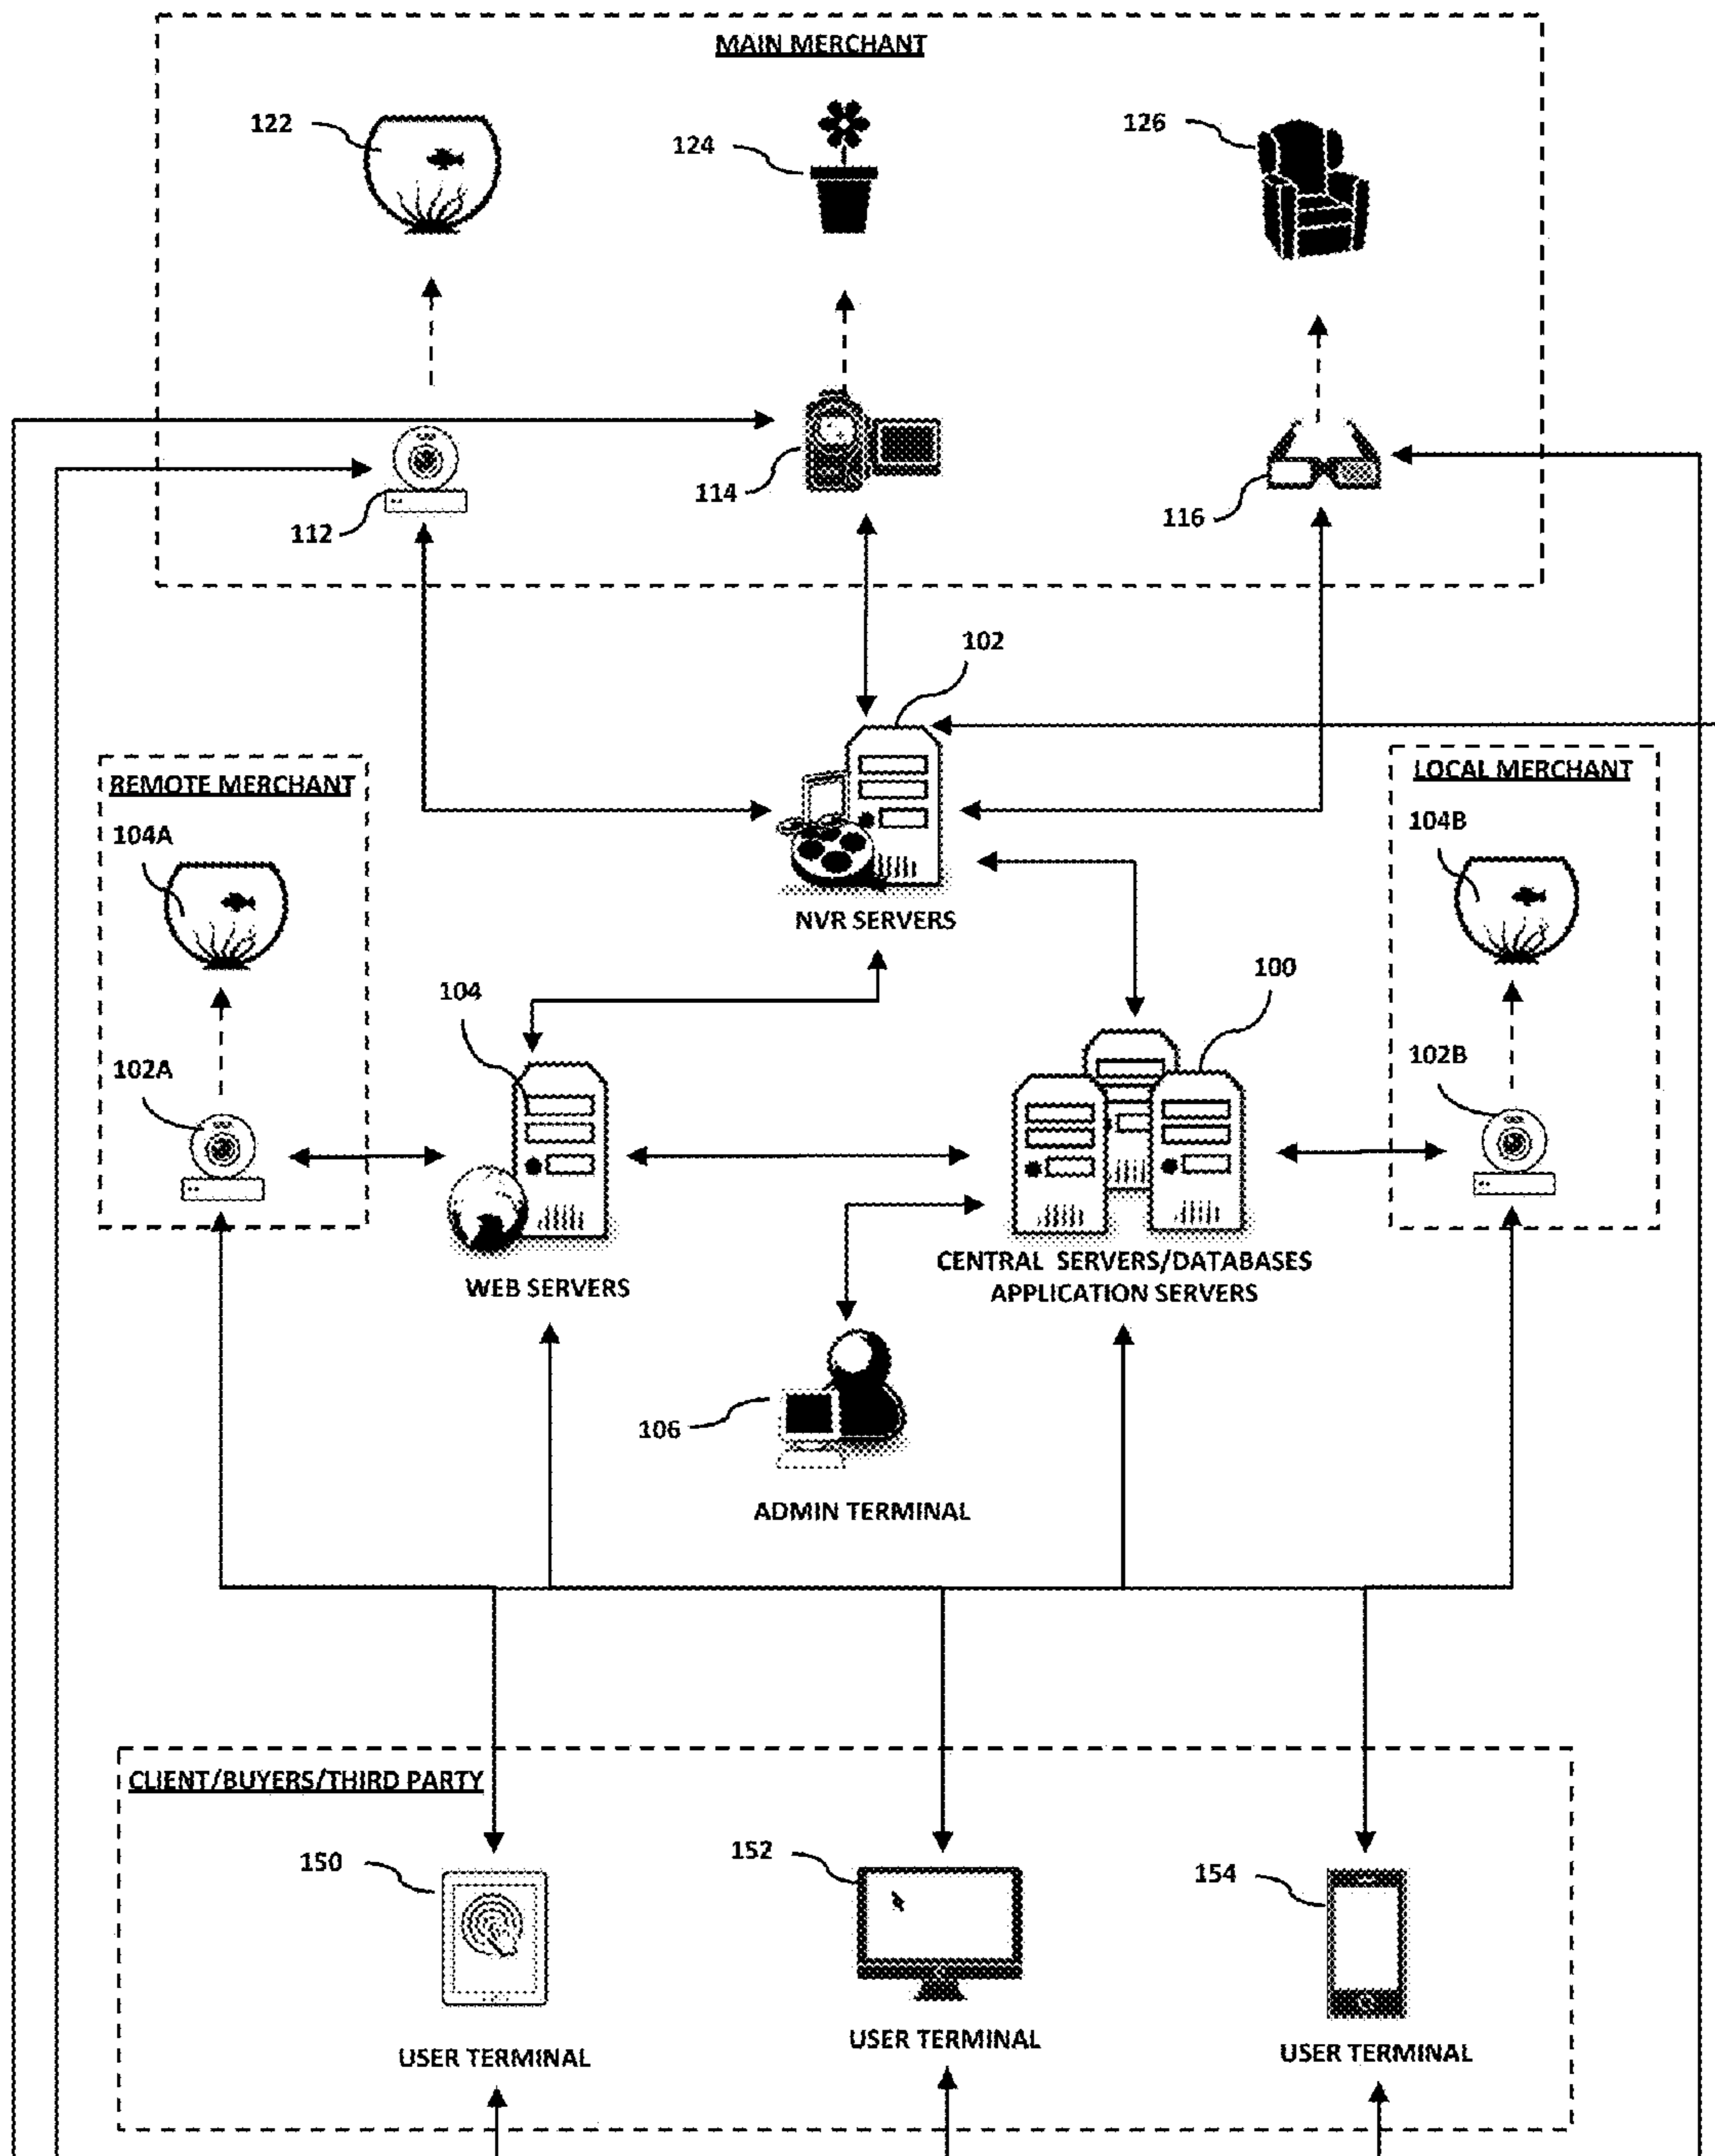 MAIN MERCHANT
122
124
126
112
114
116
102
REMOTE MERCHANT
LOCAL MERCHANT
104A
104B
NVR SERVERS
104
100
102A
102B
WEB SERVERS
CENTRAL SERVERS/DATABASES
APPLICATION SERVERS
106
ADMIN TERMINAL
CLIENT/BUYERS/THIRD PARTY
150
152
154
USER TERMINAL
USER TERMINAL
USER TERMINAL